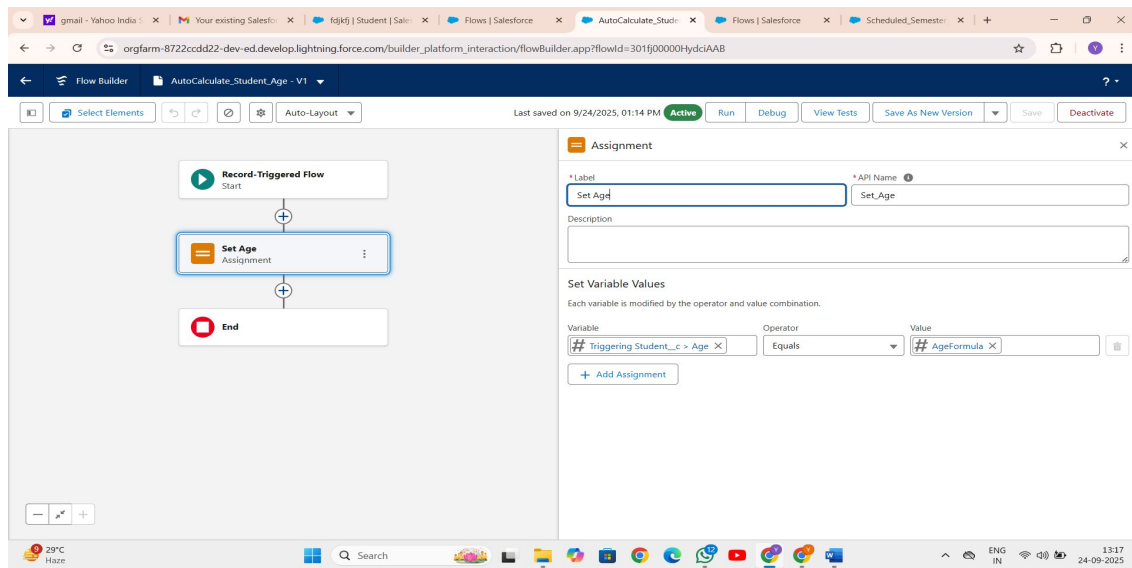 gmail - Yahoo India S
Your existing Salesfor
fdjkfj | Student | Sales
Flows | Salesforce
AutoCalculate_Stude
Flows | Salesforce
Scheduled_Semester
orgfarm-8722ccdd22-dev-ed.develop.lightning.force.com/builder_platform_interaction/flowBuilder.app?flowId=301fj00000HydciAAB
Y
Flow Builder
AutoCalculate_Student_Age - V1
?
Select Elements
Auto-Layout
Last saved on 9/24/2025, 01:14 PM
Active
Run
Debug
View Tests
Save As New Version
Save
Deactivate
Record-Triggered Flow
Start
Set Age
Assignment
End
Assignment
*Label
*API Name
Set Age
Set_Age
Description
Set Variable Values
Each variable is modified by the operator and value combination.
Variable Operator Value
Triggering Student__c > Age
Equals
AgeFormula
+ Add Assignment
9
29°C
Haze
Search
12
ENG
IN
13:17
24-09-2025